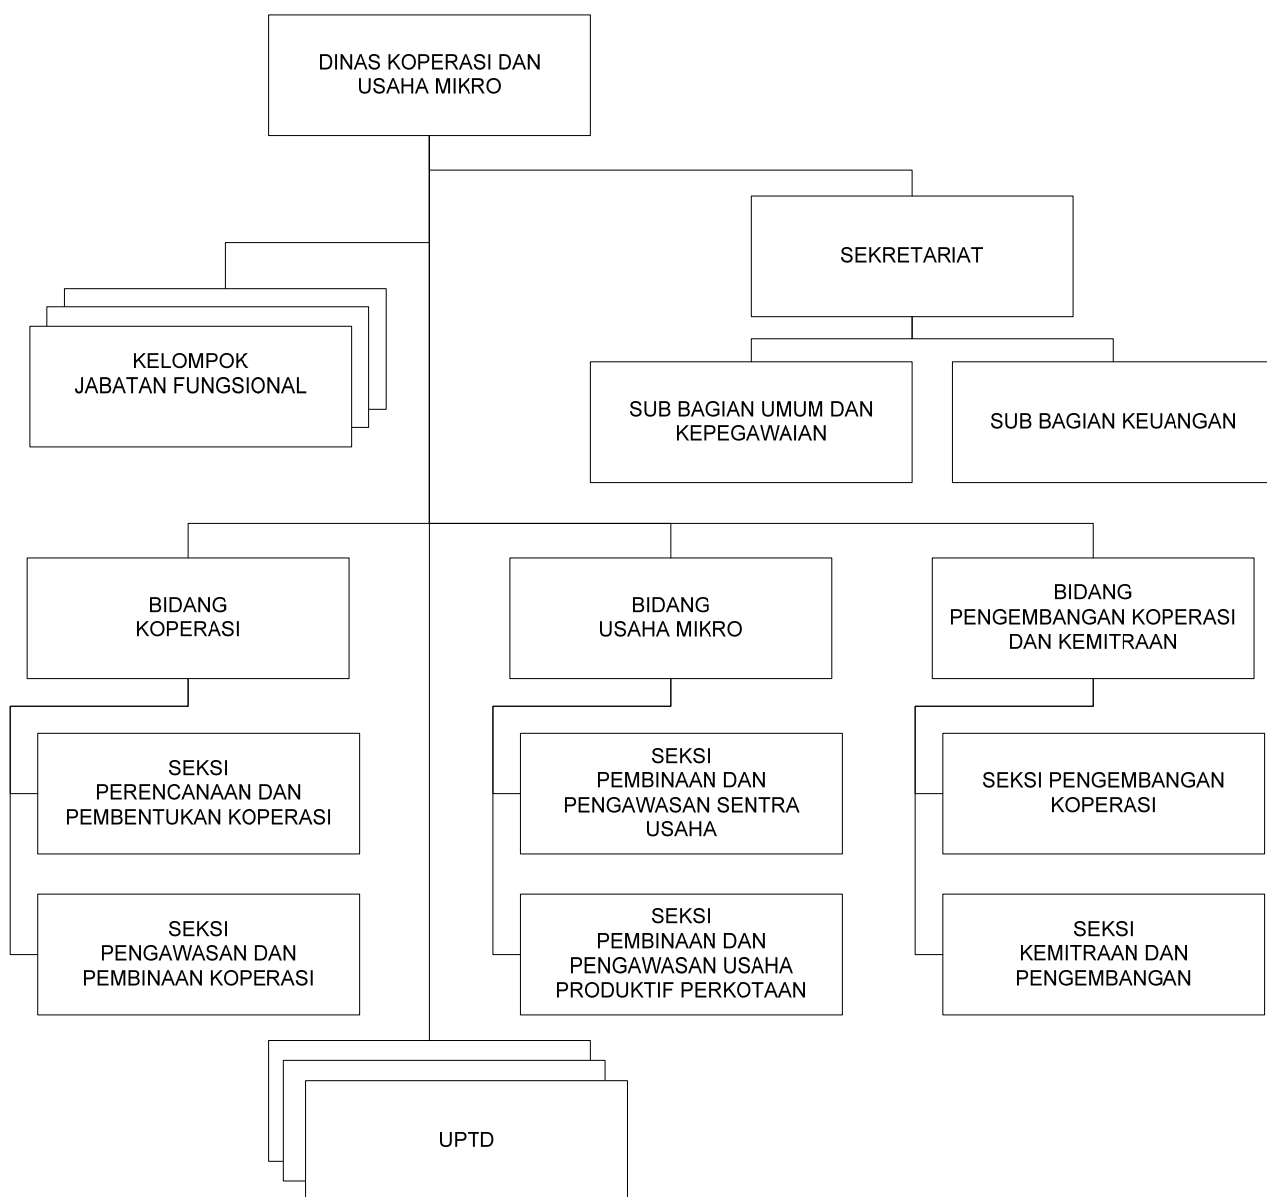 DINAS KOPERASI DAN
USAHA MIKRO
SEKRETARIAT
KELOMPOK
JABATAN FUNGSIONAL
SUB BAGIAN UMUM DAN
KEPEGAWAIAN
SUB BAGIAN KEUANGAN
BIDANG
KOPERASI
BIDANG
USAHA MIKRO
BIDANG
PENGEMBANGAN KOPERASI
DAN KEMITRAAN
SEKSI
PERENCANAAN DAN
PEMBENTUKAN KOPERASI
SEKSI
PEMBINAAN DAN
PENGAWASAN SENTRA
USAHA
SEKSI PENGEMBANGAN
KOPERASI
SEKSI
PENGAWASAN DAN
PEMBINAAN KOPERASI
SEKSI
PEMBINAAN DAN
PENGAWASAN USAHA
PRODUKTIF PERKOTAAN
SEKSI
KEMITRAAN DAN
PENGEMBANGAN
UPTD